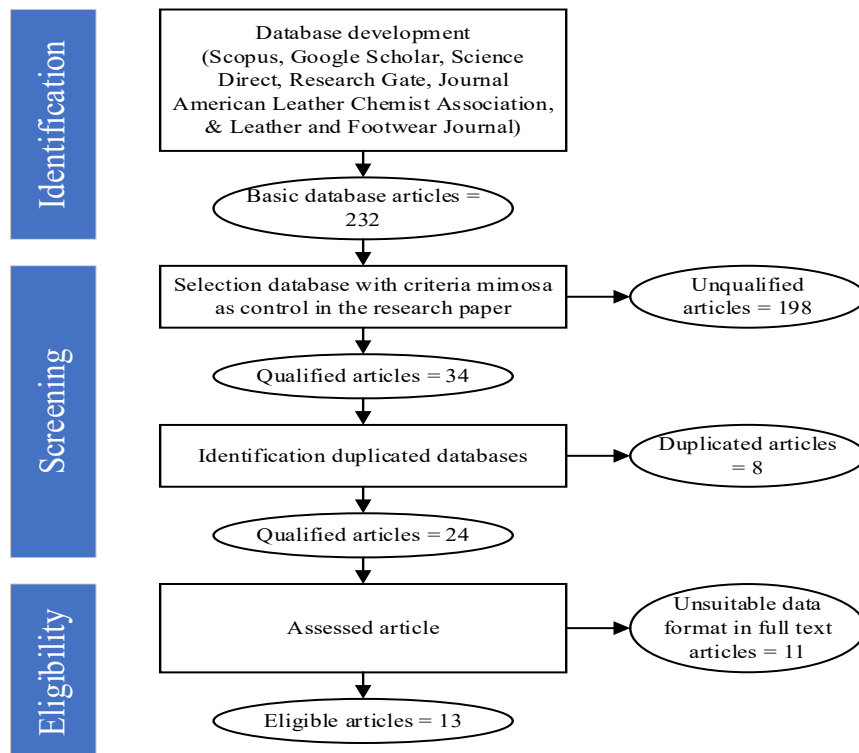 Identification
Database development
(Scopus, Google Scholar, Science
Direct, Research Gate, Journal
American Leather Chemist Association,
& Leather and Footwear Journal)
Basic database articles =
232
Screening
Selection database with criteria mimosa
as control in the research paper
Unqualified
articles = 198
Qualified articles = 34
Identification duplicated databases
Duplicated articles
= 8
Qualified articles = 24
Eligibility
Assessed article
Unsuitable data
format in full text
articles = 11
Eligible articles = 13